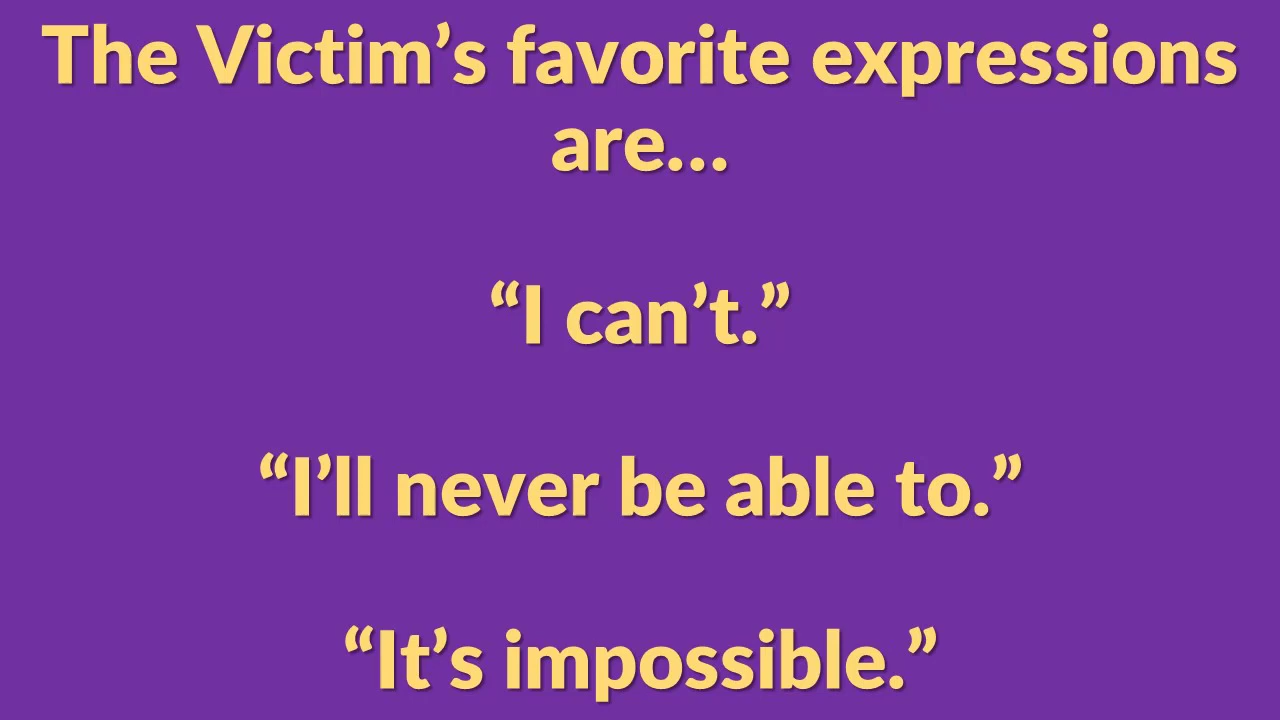 The Victim’s favorite expressions
are…
“I can’t.”
“I’ll never be able to.”
“It’s impossible.”